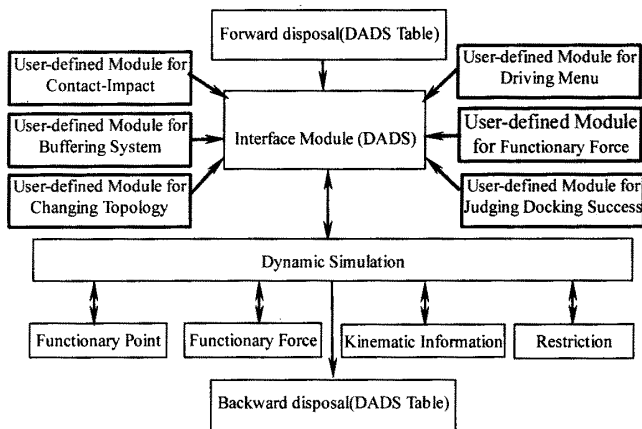 Forward disposal(DADS Table)
User-defined Module for
Contact-Impact
User-defined Module for
Buffering System
User-defined Module for
Changing Topology
Interface Module (DADS)
User-defined Module for
Driving Menu
User-defined Module
for Functionary Force
User-defined Module for
Judging Docking Success
Dynamic Simulation
Functionary Point
Functionary Force
Kinematic Information
Restriction
Backward disposal(DADS Table)